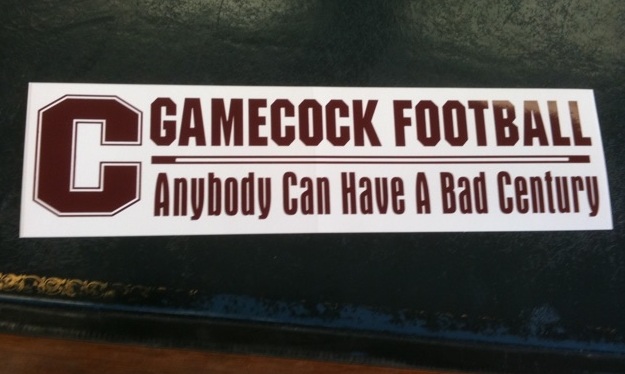 C
GAMECOCK FOOTBALL
Anybody Can Have A Bad Century